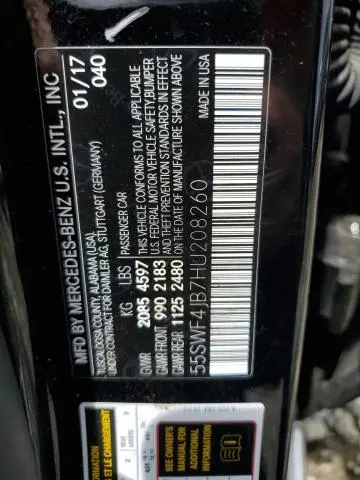 MFD BY MERCEDES-BENZ U.S. INTL., INC
TUSCALOOSA COUNTY, ALABAMA (USA) 01/17
UNDER CONTRACT FOR DAIMLER AG, STUTTGART (GERMANY) 040
KG LBS PASSENGER CAR
GVWR 2085 4597 THIS VEHICLE CONFORMS TO ALL APPLICABLE
U.S. FEDERAL MOTOR VEHICLE SAFETY, BUMPER
GAWR FRONT 990 2183 AND THEFT PREVENTION STANDARDS IN EFFECT
GAWR REAR 1125 2480 ON THE DATE OF MANUFACTURE SHOWN ABOVE
55SWF4JB7HU208260 MADE IN USA
SEE OWNER'S
MANUAL FOR
ADDITIONAL
INFORMATION